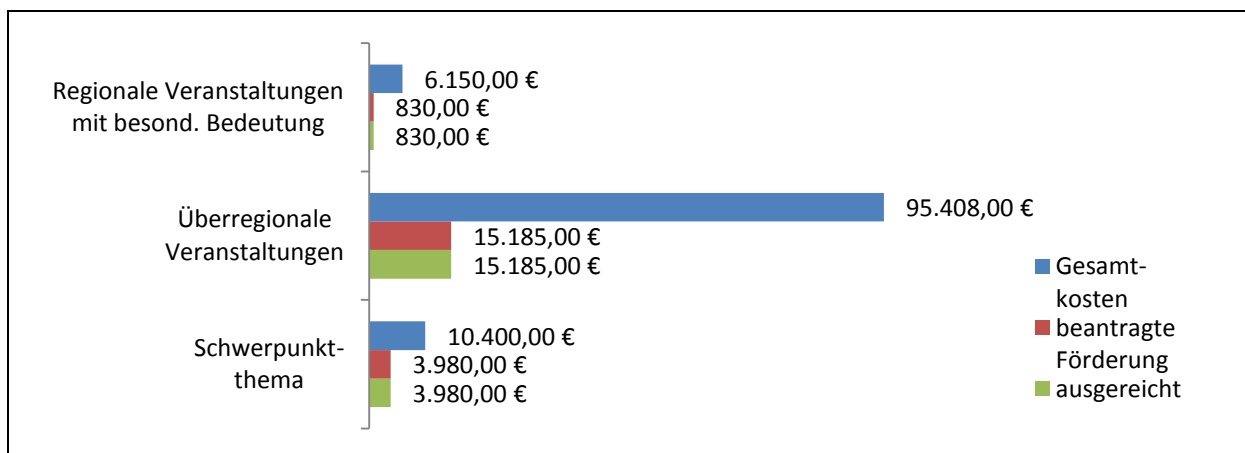 Regionale Veranstaltungen
mit besond. Bedeutung
6.150,00 €
830,00 €
830,00 €
Überregionale
Veranstaltungen
95.408,00 €
15.185,00 €
15.185,00 €
Schwerpunkt-
thema
10.400,00 €
3.980,00 €
3.980,00 €
Gesamt-
kosten
beantragte
Förderung
ausgereicht